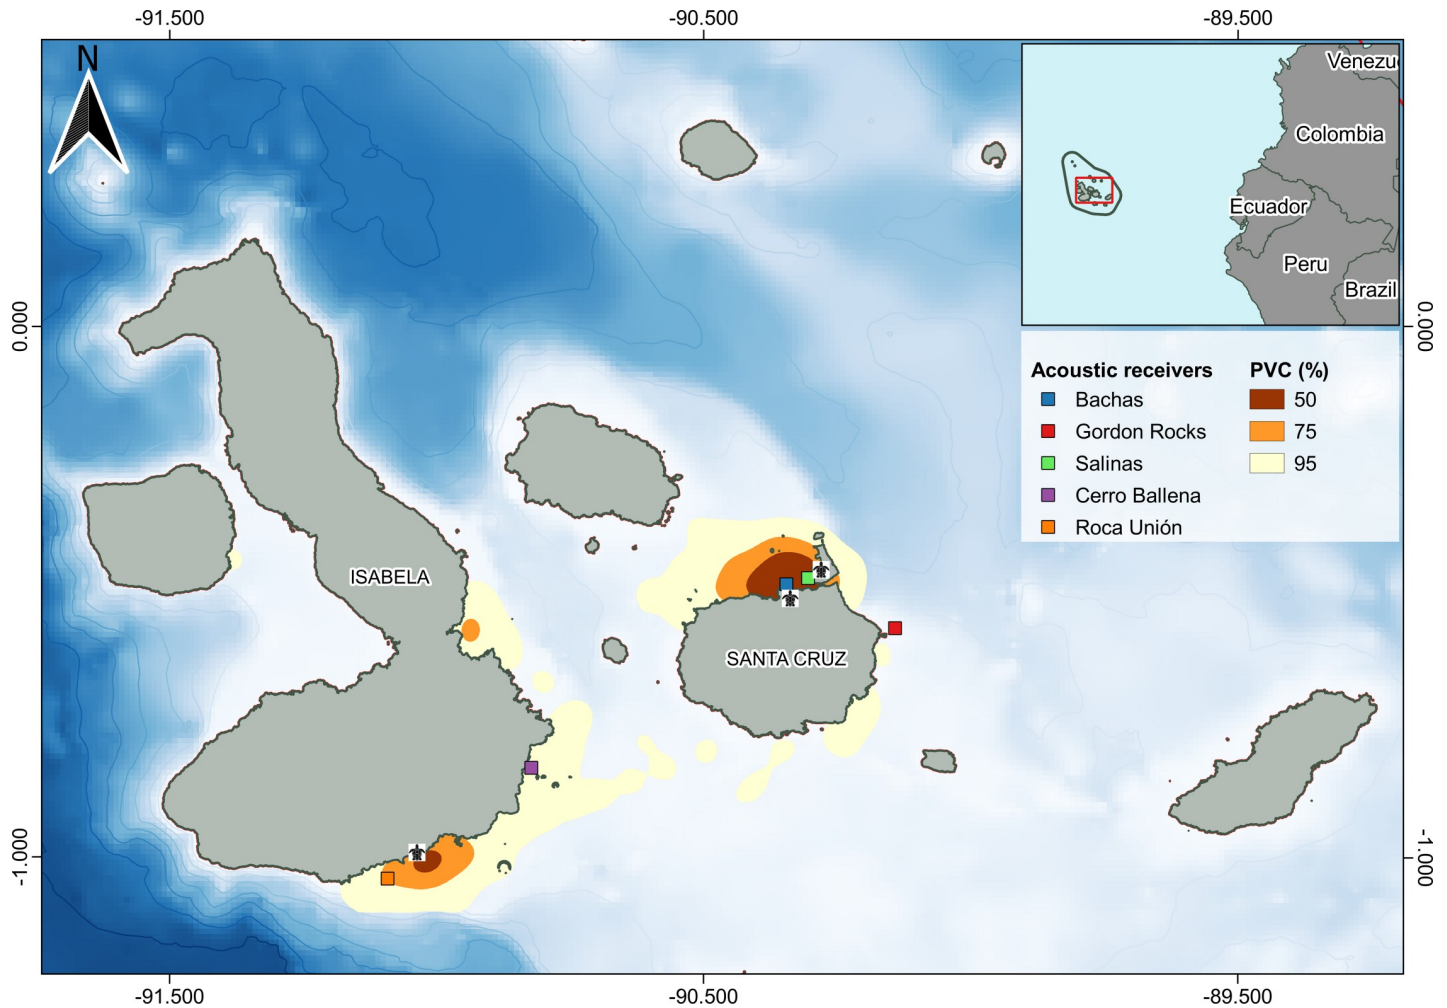 -91.500
-90.500
-89.500
N
Venezu
Colombia
Ecuador
Peru
Brazil
0.000
0.000
Acoustic receivers
PVC (%)
Bachas
50
Gordon Rocks
75
Salinas
95
Cerro Ballena
Roca Unión
ISABELA
SANTA CRUZ
-1.000
-1.000
-91.500
-90.500
-89.500